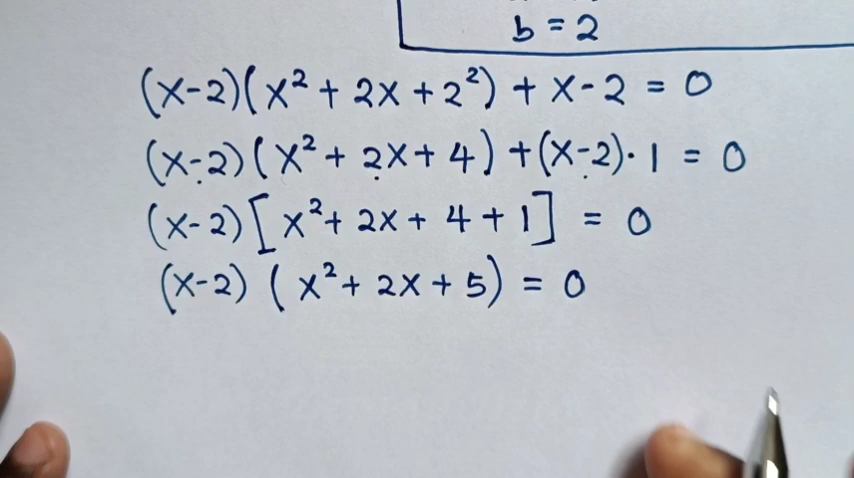 b = 2
(x-2)(x² + 2x + 2²) + x - 2 = 0
(x-2)(x² + 2x + 4) + (x-2)·1 = 0
(x-2)[x² + 2x + 4 + 1] = 0
(x-2)(x² + 2x + 5) = 0